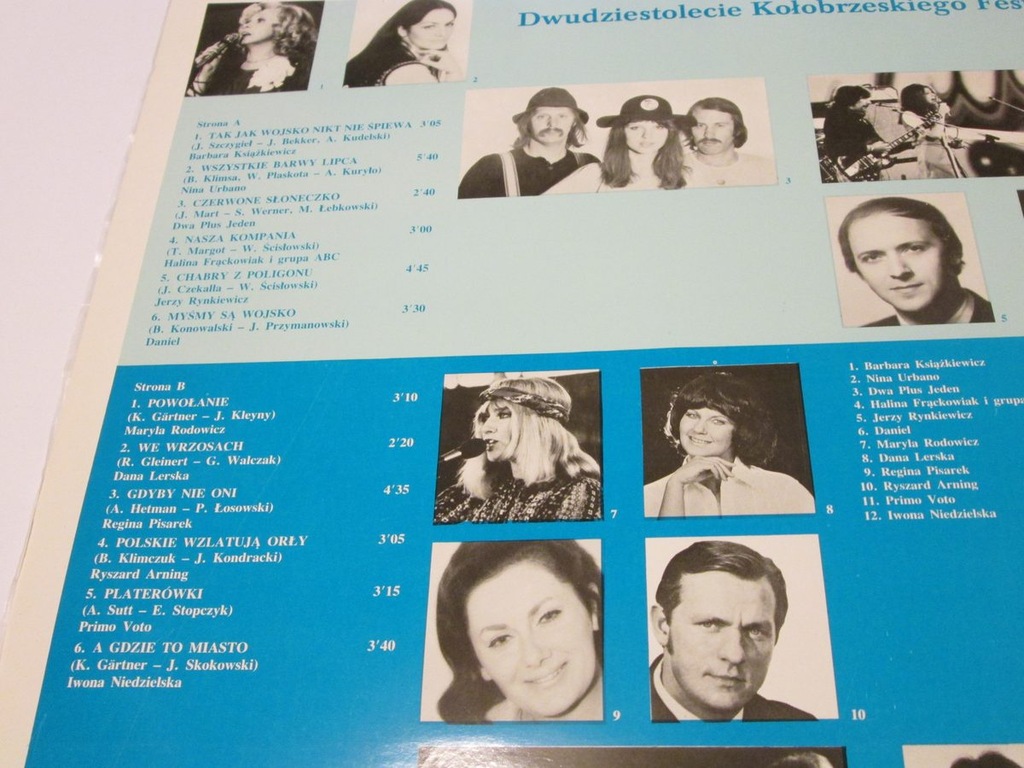 Dwudziestolecie Kołobrzeskiego
1
2
Strona A
1. TAK JAK WOJSKO NIKT NIE ŚPIEWA 3'05
(J. Szczygieł – J. Bekker, A. Kudelski)
Barbara Książkiewicz
2. WSZYSTKIE BARWY LIPCA 5'40
(B. Klimsa, W. Płaskota – A. Kuryło)
Nina Urbano
3. CZERWONE SŁONECZKO 2'40
(J. Mart – S. Werner, M. Łebkowski)
Dwa Plus Jeden
4. NASZA KOMPANIA 3'00
(T. Margot – W. Ścisłowski)
Halina Frąckowiak i grupa ABC
5. CHABRY Z POLIGONU 4'45
(J. Czekalla – W. Ścisłowski)
Jerzy Rynkiewicz
6. MYŚMY SĄ WOJSKO 3'30
(B. Konowalski – J. Przymanowski)
Daniel
3
5
Strona B
1. POWOŁANIE 3'10
(K. Gärtner – J. Kleyny)
Maryla Rodowicz
2. WE WRZOSACH 2'20
(R. Gleinert – G. Walczak)
Dana Lerska
3. GDYBY NIE ONI 4'35
(A. Hetman – P. Łosowski)
Regina Pisarek
4. POLSKIE WZLATUJĄ ORŁY 3'05
(B. Klimczuk – J. Kondracki)
Ryszard Arning
5. PLATERÓWKI 3'15
(A. Sutt – E. Stopczyk)
Primo Voto
6. A GDZIE TO MIASTO 3'40
(K. Gärtner – J. Skokowski)
Iwona Niedzielska
7
8
9
10
1. Barbara Książkiewicz
2. Nina Urbano
3. Dwa Plus Jeden
4. Halina Frąckowiak i grupa
5. Jerzy Rynkiewicz
6. Daniel
7. Maryla Rodowicz
8. Dana Lerska
9. Regina Pisarek
10. Ryszard Arning
11. Primo Voto
12. Iwona Niedzielska